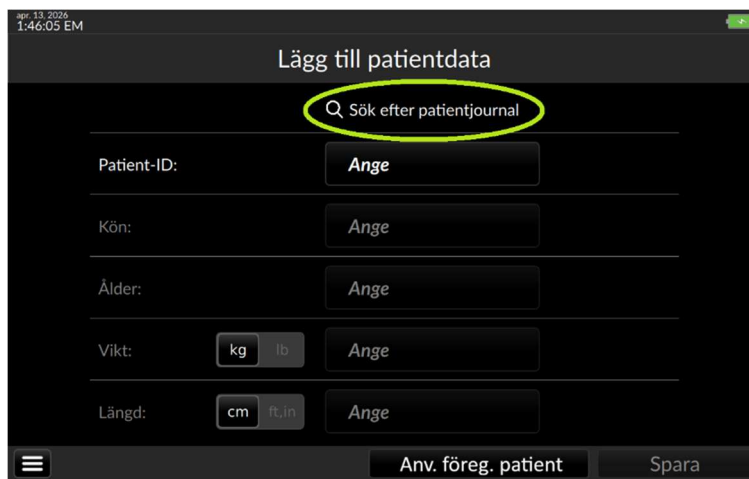 apr. 13, 2026
1:46:05 EM
Lägg till patientdata
Sök efter patientjournal
Patient-ID: Ange
Kön: Ange
Ålder: Ange
Vikt: kg lb Ange
Längd: cm ft,in Ange
Anv. föreg. patient Spara